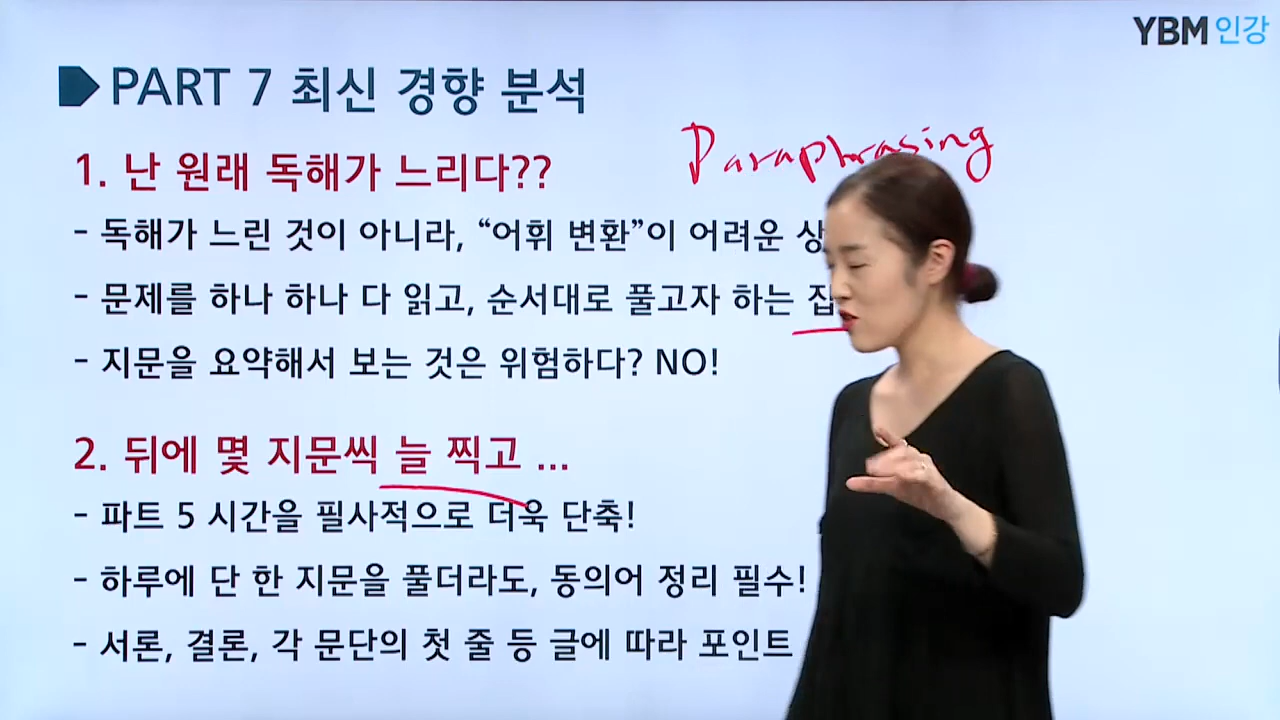 YBM 인강
PART 7 최신 경향 분석
Paraphrasing
1. 난 원래 독해가 느리다??
- 독해가 느린 것이 아니라, “어휘 변환”이 어려운
- 문제를 하나 하나 다 읽고, 순서대로 풀고자 하는
- 지문을 요약해서 보는 것은 위험하다? NO!
2. 뒤에 몇 지문씩 늘 찍고 ...
- 파트 5 시간을 필사적으로 더욱 단축!
- 하루에 단 한 지문을 풀더라도, 동의어 정리 필수!
- 서론, 결론, 각 문단의 첫 줄 등 글에 따라 포인트